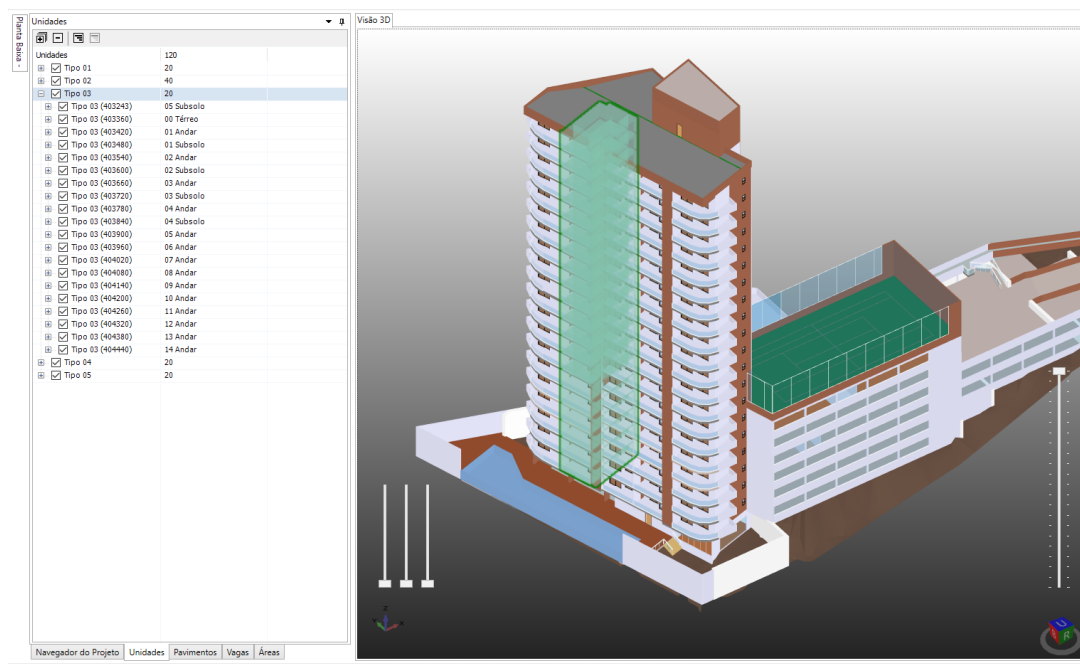 Planta Baixa -
Unidades
Visão 3D
Unidades 120
Tipo 01 20
Tipo 02 40
Tipo 03 20
Tipo 03 (403243) 05 Subsolo
Tipo 03 (403360) 00 Térreo
Tipo 03 (403420) 01 Andar
Tipo 03 (403480) 01 Subsolo
Tipo 03 (403540) 02 Andar
Tipo 03 (403600) 02 Subsolo
Tipo 03 (403660) 03 Andar
Tipo 03 (403720) 03 Subsolo
Tipo 03 (403780) 04 Andar
Tipo 03 (403840) 04 Subsolo
Tipo 03 (403900) 05 Andar
Tipo 03 (403960) 06 Andar
Tipo 03 (404020) 07 Andar
Tipo 03 (404080) 08 Andar
Tipo 03 (404140) 09 Andar
Tipo 03 (404200) 10 Andar
Tipo 03 (404260) 11 Andar
Tipo 03 (404320) 12 Andar
Tipo 03 (404380) 13 Andar
Tipo 03 (404440) 14 Andar
Tipo 04 20
Tipo 05 20
Navegador do Projeto Unidades Pavimentos Vagas Áreas
Z
Y X
U
R